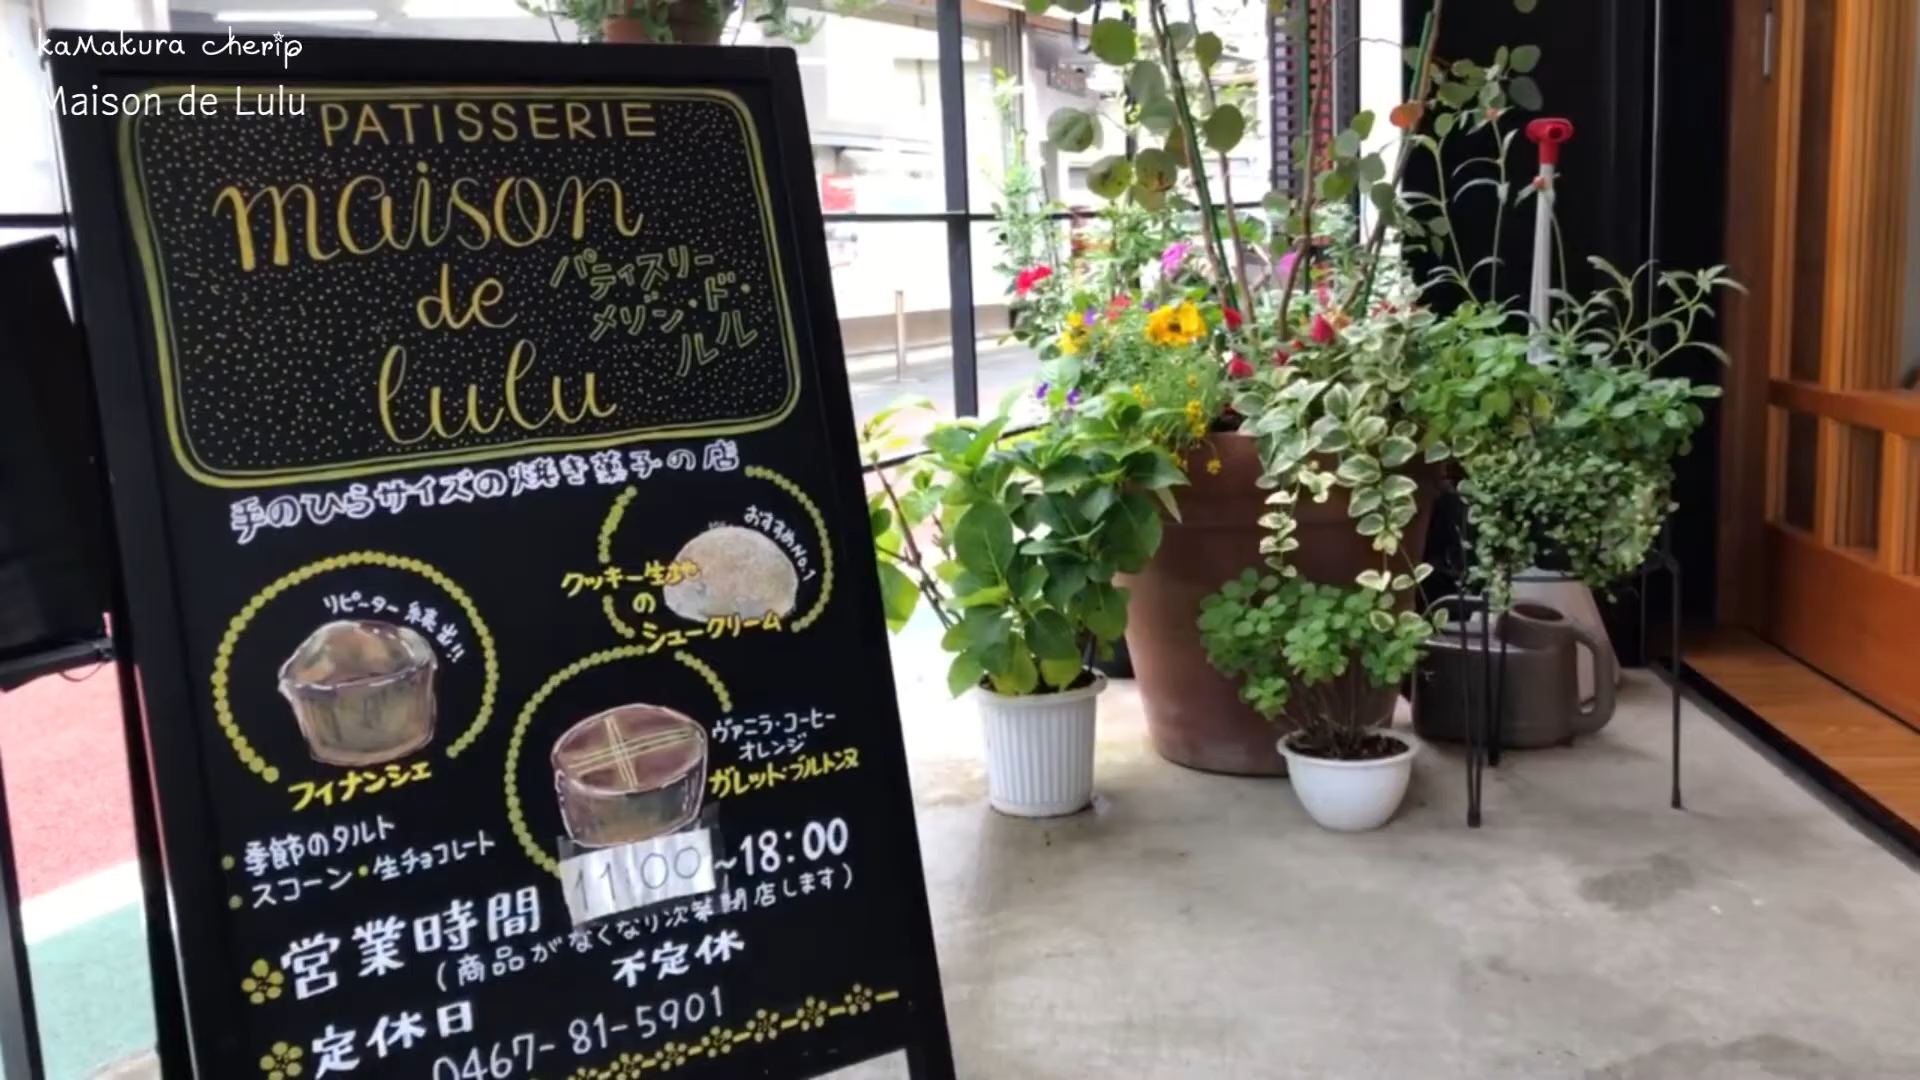 kaMakura cherip
Maison de Lulu
PATISSERIE
maison
de
lulu
パティスリー
メゾン・ド・
ルル
手のひらサイズの焼き菓子の店
おすすめNo.1
クッキー生地
の
シュークリーム
リピーター続出!!
フィナンシェ
ヴァニラ・コーヒー
オレンジ
ガレット・ブルトンヌ
・季節のタルト
・スコーン・生チョコレート
営業時間 11:00~18:00
(商品がなくなり次第閉店します)
定休日 不定休
0467-81-5901